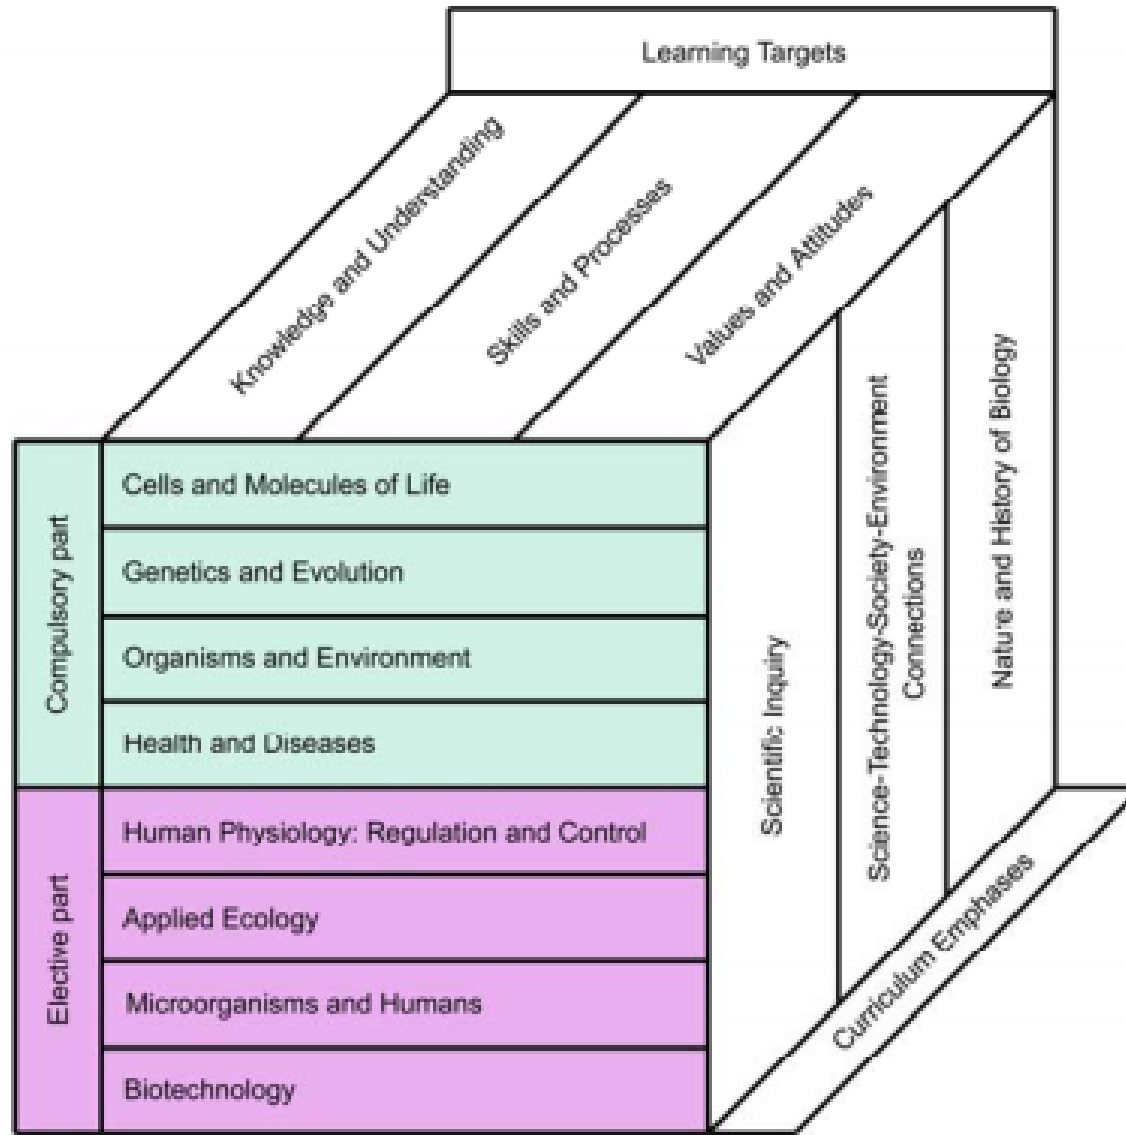 Learning Targets
Knowledge and Understanding
Skills and Processes
Values and Attitudes
Compulsory part
Cells and Molecules of Life
Genetics and Evolution
Organisms and Environment
Health and Diseases
Elective part
Human Physiology: Regulation and Control
Applied Ecology
Microorganisms and Humans
Biotechnology
Scientific Inquiry
Science-Technology-Society-Environment
Connections
Nature and History of Biology
Curriculum Emphases